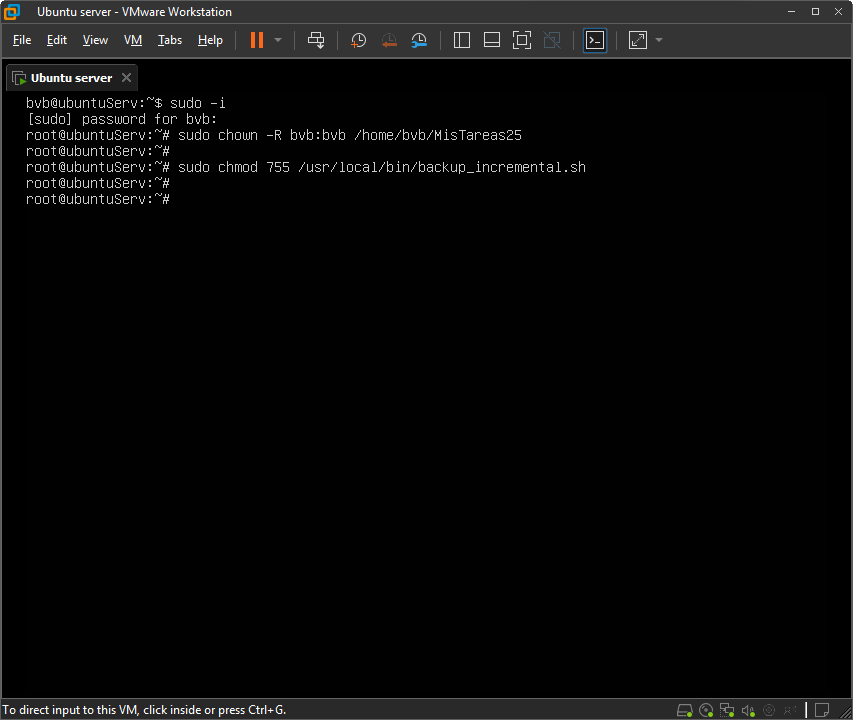 Ubuntu server - VMware Workstation
File Edit View VM Tabs Help
Ubuntu server
bvb@ubuntuServ:~$ sudo -i
[sudo] password for bvb:
root@ubuntuServ:~# sudo chown -R bvb:bvb /home/bvb/MisTareas25
root@ubuntuServ:~#
root@ubuntuServ:~# sudo chmod 755 /usr/local/bin/backup_incremental.sh
root@ubuntuServ:~#
root@ubuntuServ:~#
To direct input to this VM, click inside or press Ctrl+G.